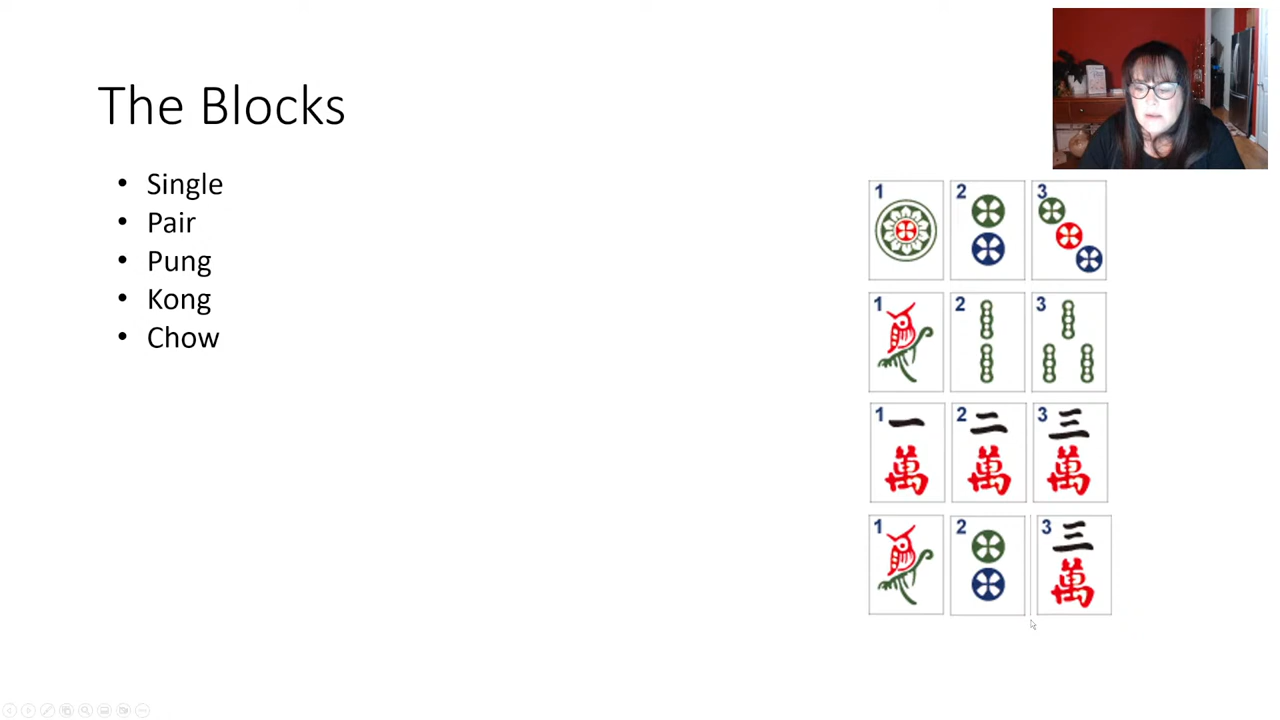 The Blocks
• Single
• Pair
• Pung
• Kong
• Chow
1 2 3
1 2 3
1 一 萬 2 二 萬 3 三 萬
1 2 3 三 萬